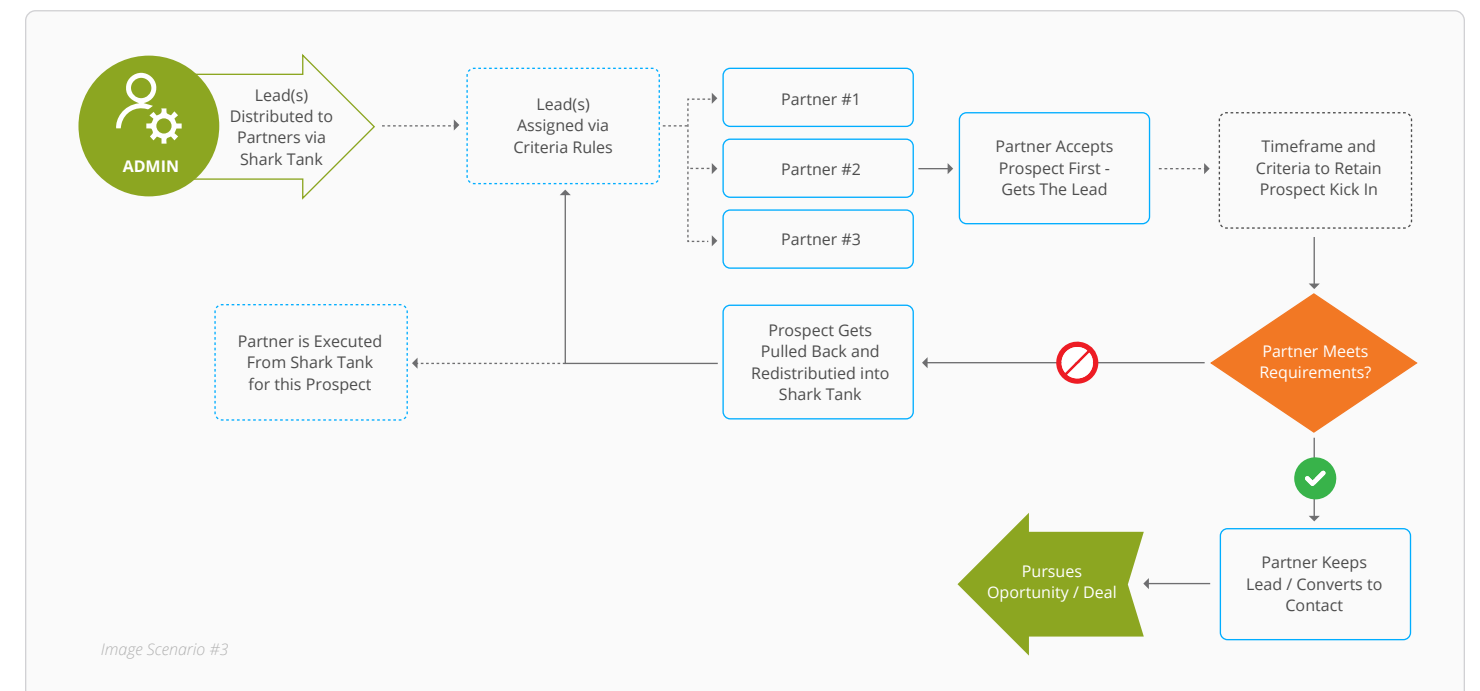 ADMIN
Lead(s)
Distributed to
Partners via
Shark Tank
Lead(s)
Assigned via
Criteria Rules
Partner #1
Partner #2
Partner #3
Partner Accepts
Prospect First -
Gets The Lead
Timeframe and
Criteria to Retain
Prospect Kick In
Partner Meets
Requirements?
Prospect Gets
Pulled Back and
Redistributied into
Shark Tank
Partner is Executed
From Shark Tank
for this Prospect
Partner Keeps
Lead / Converts to
Contact
Pursues
Oportunity / Deal
Image Scenario #3